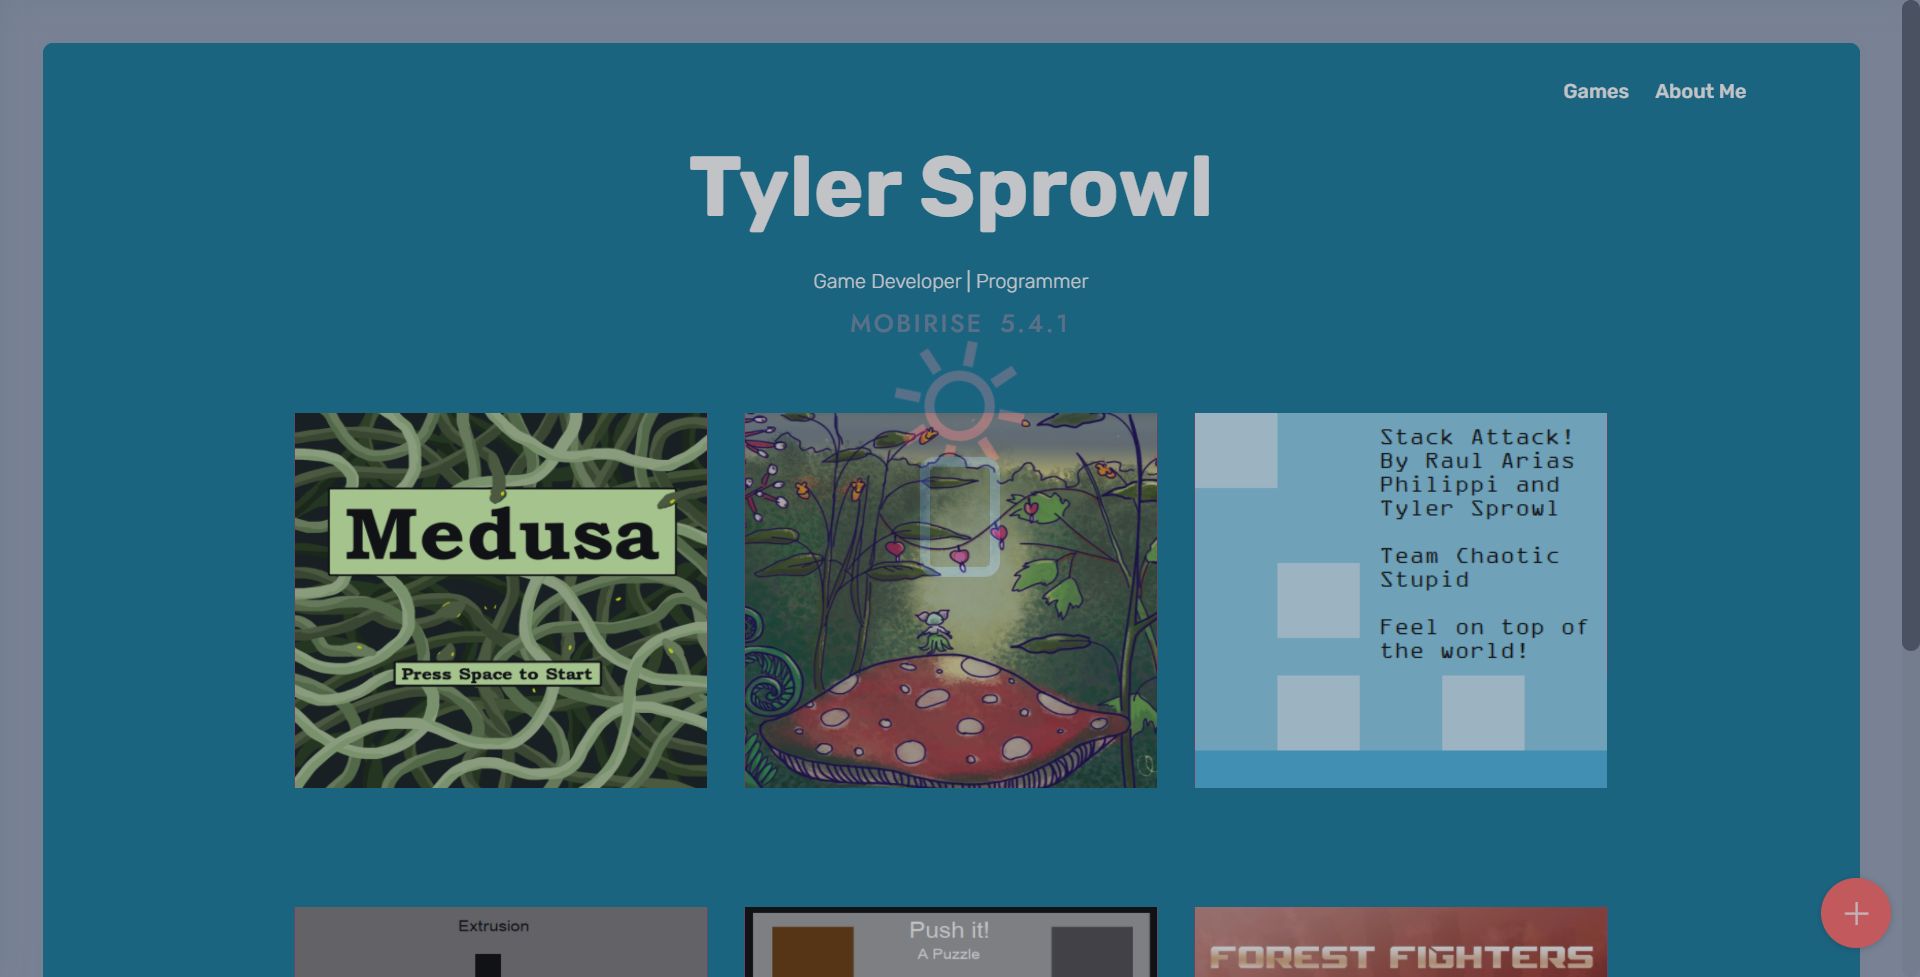 Games About Me
Tyler Sprowl
Game Developer | Programmer
MOBIRISE 5.4.1
Medusa
Press Space to Start
Stack Attack!
By Raul Arias
Philippi and
Tyler Sprowl
Team Chaotic
Stupid
Feel on top of
the world!
Extrusion
Push it!
A Puzzle
FOREST FIGHTERS